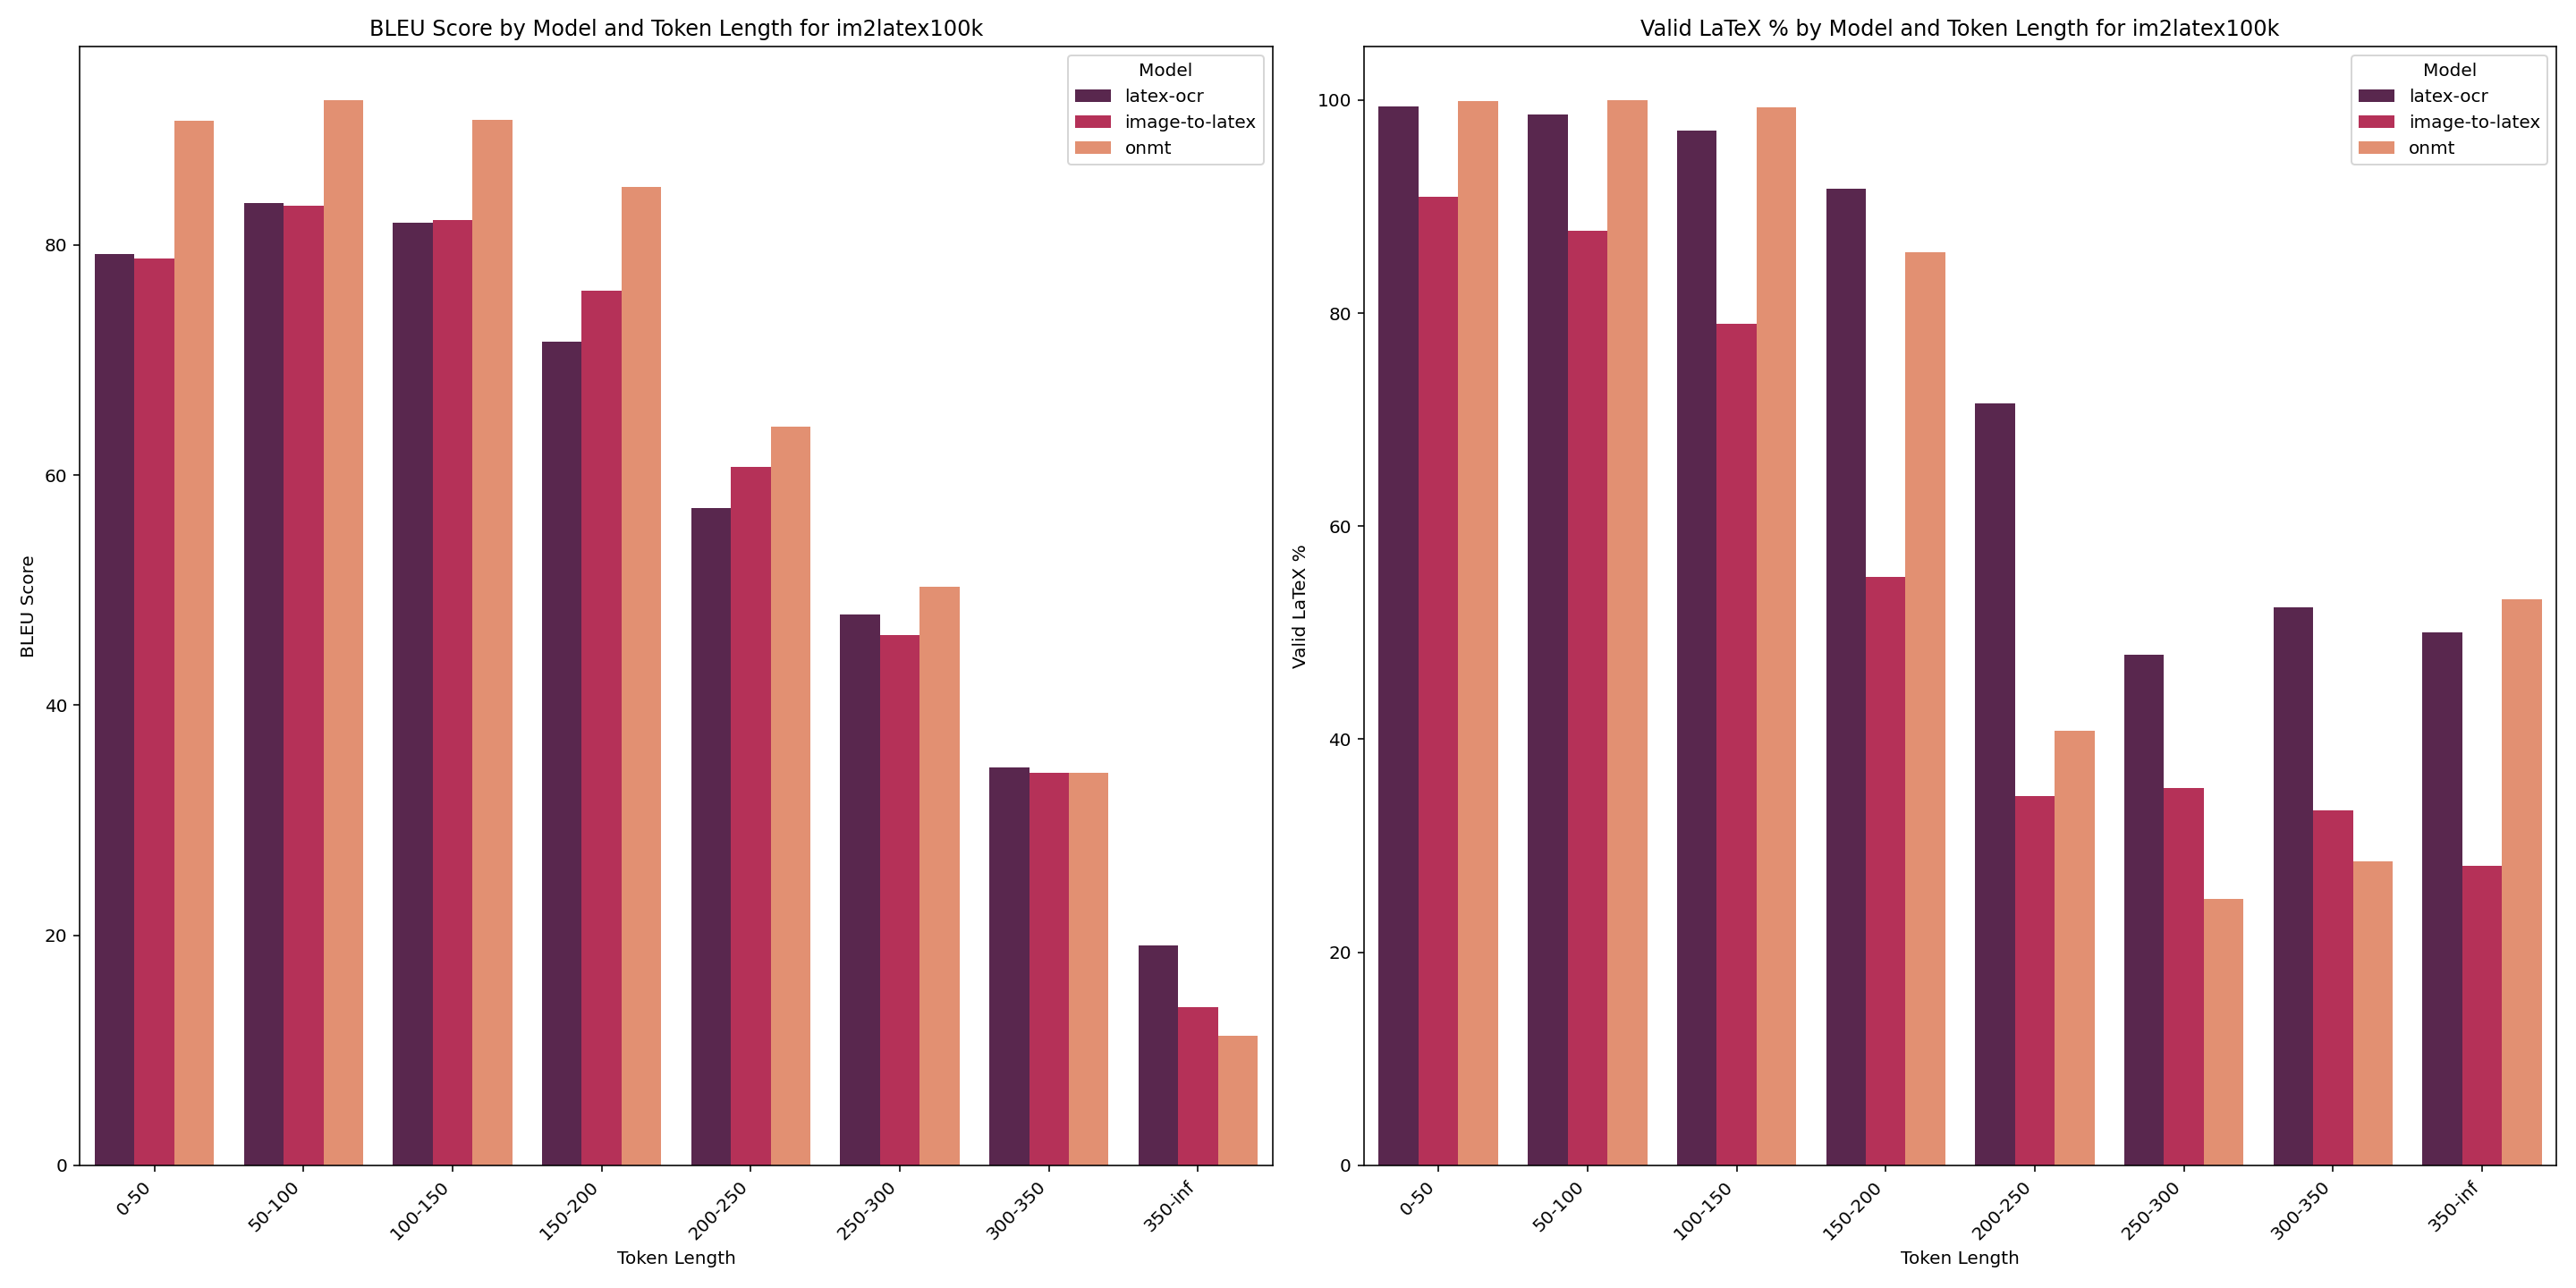 BLEU Score by Model and Token Length for im2latex100k
Model
latex-ocr
image-to-latex
onmt
BLEU Score
80
60
40
20
0
0-50
50-100
100-150
150-200
200-250
250-300
300-350
350-inf
Token Length
Valid LaTeX % by Model and Token Length for im2latex100k
Model
latex-ocr
image-to-latex
onmt
Valid LaTeX %
100
80
60
40
20
0
0-50
50-100
100-150
150-200
200-250
250-300
300-350
350-inf
Token Length